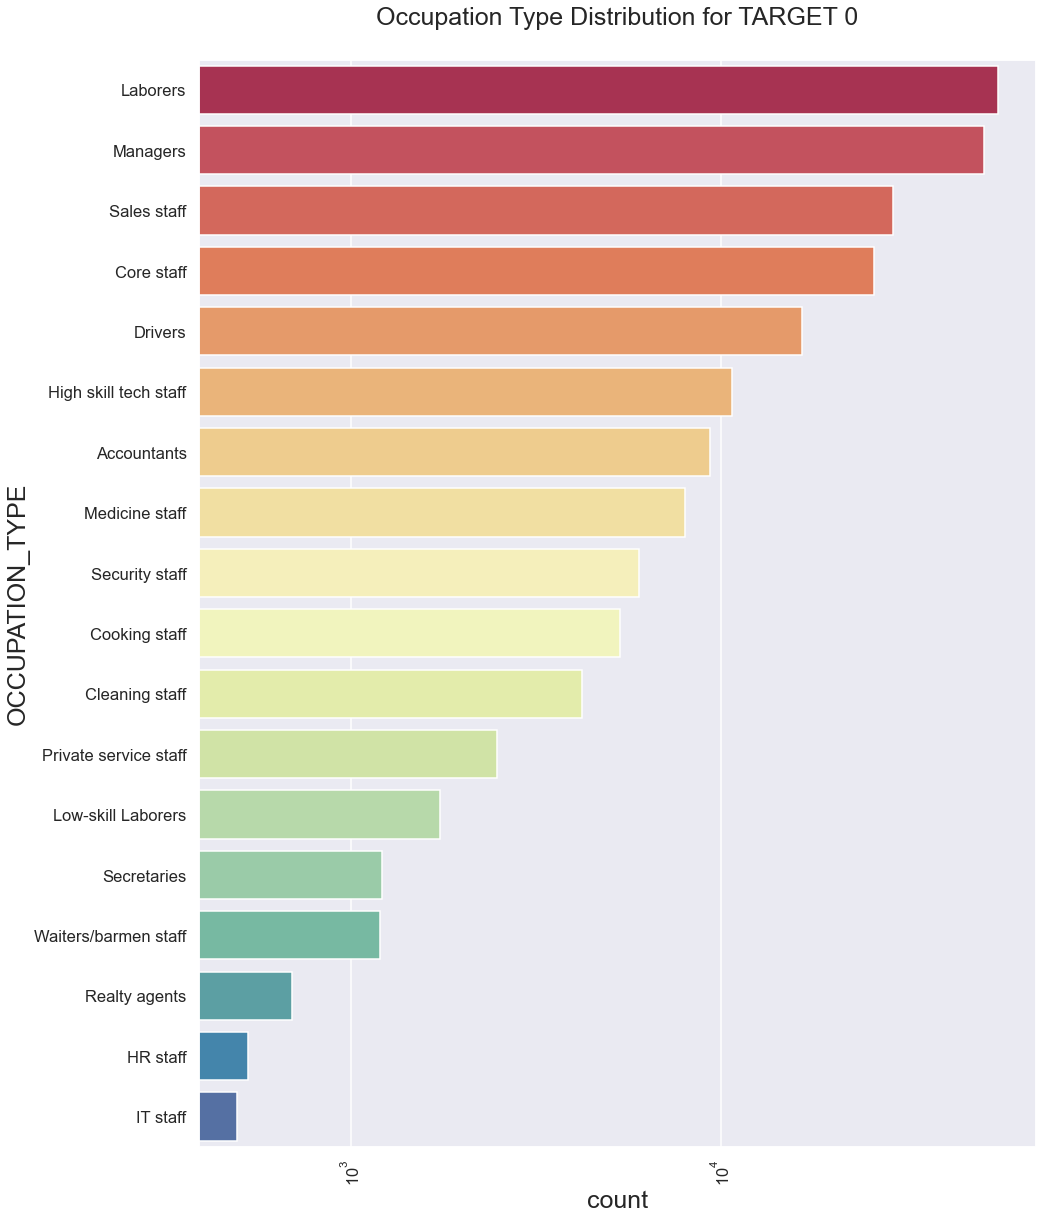 Occupation Type Distribution for TARGET 0
OCCUPATION_TYPE
Laborers
Managers
Sales staff
Core staff
Drivers
High skill tech staff
Accountants
Medicine staff
Security staff
Cooking staff
Cleaning staff
Private service staff
Low-skill Laborers
Secretaries
Waiters/barmen staff
Realty agents
HR staff
IT staff
10³
10⁴
count